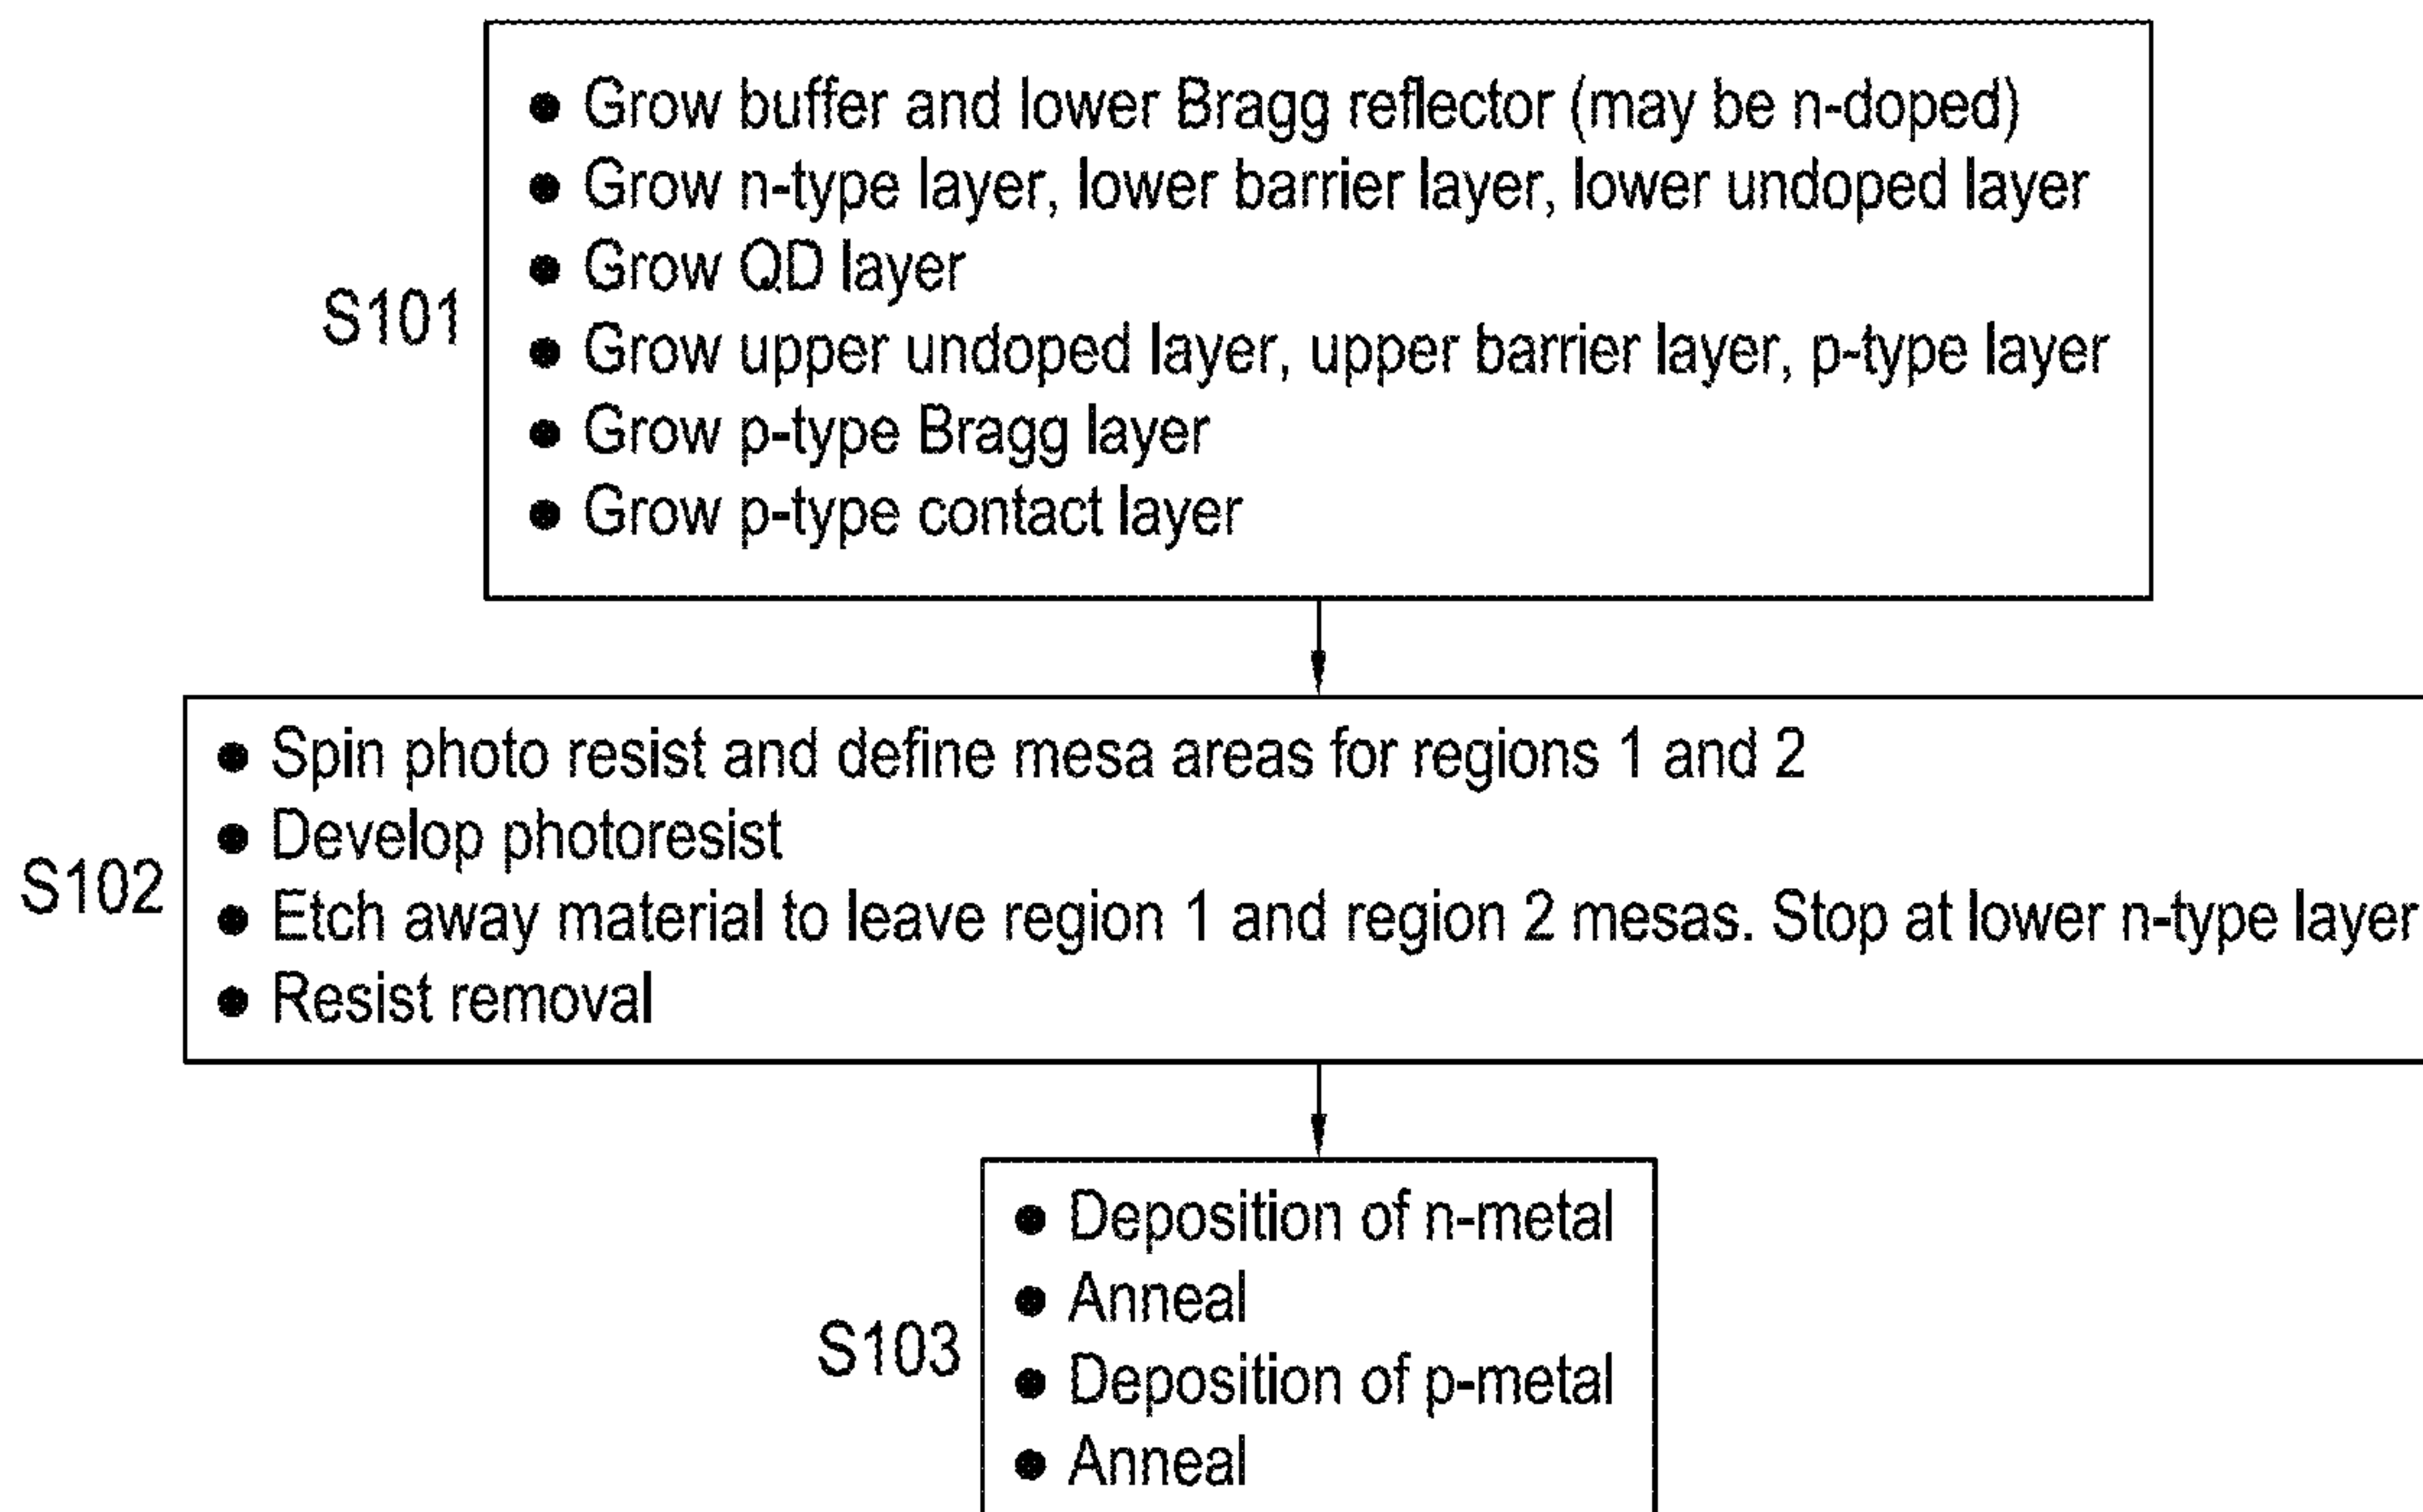 ● Grow buffer and lower Bragg reflector (may be n-doped)
● Grow n-type layer, lower barrier layer, lower undoped layer
● Grow QD layer
S101
● Grow upper undoped layer, upper barrier layer, p-type layer
● Grow p-type Bragg layer
● Grow p-type contact layer
● Spin photo resist and define mesa areas for regions 1 and 2
● Develop photoresist
S102
● Etch away material to leave region 1 and region 2 mesas. Stop at lower n-type layer
● Resist removal
● Deposition of n-metal
● Anneal
S103
● Deposition of p-metal
● Anneal